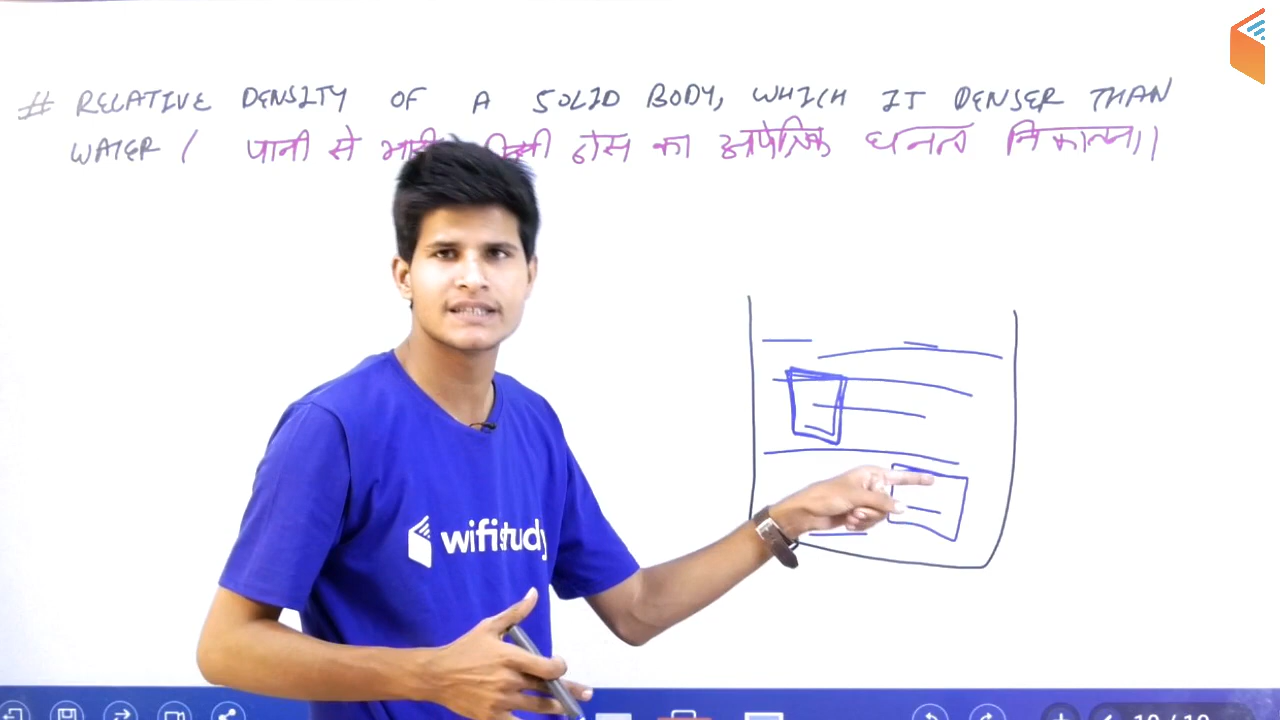 # RELATIVE DENSITY OF A SOLID BODY, WHICH IS DENSER THAN
WATER / पानी से भारी किसी ठोस का आपेक्षिक घनत्व निकालना।।
wifistudy